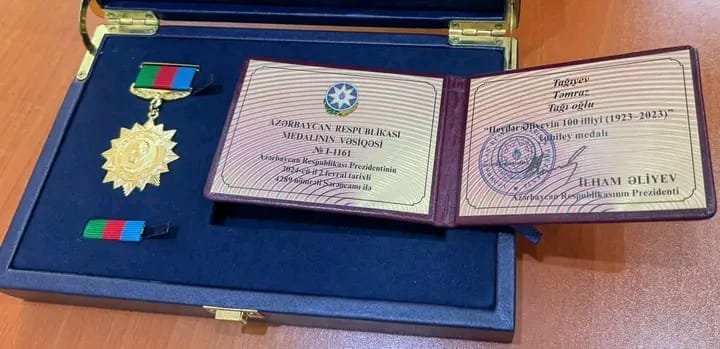 AZƏRBAYCAN RESPUBLİKASI
MEDALININ VƏSİQƏSİ
№ I-1161
Azərbaycan Respublikası Prezidentinin
2024-cü il 2 fevral tarixli
4289 nömrəli Sərəncamı ilə
Tağıyev
Təmraz
Tağı oğlu
"Heydər Əliyevin 100 illiyi (1923–2023)"
yubiley medalı
İLHAM ƏLİYEV
Azərbaycan Respublikasının Prezidenti